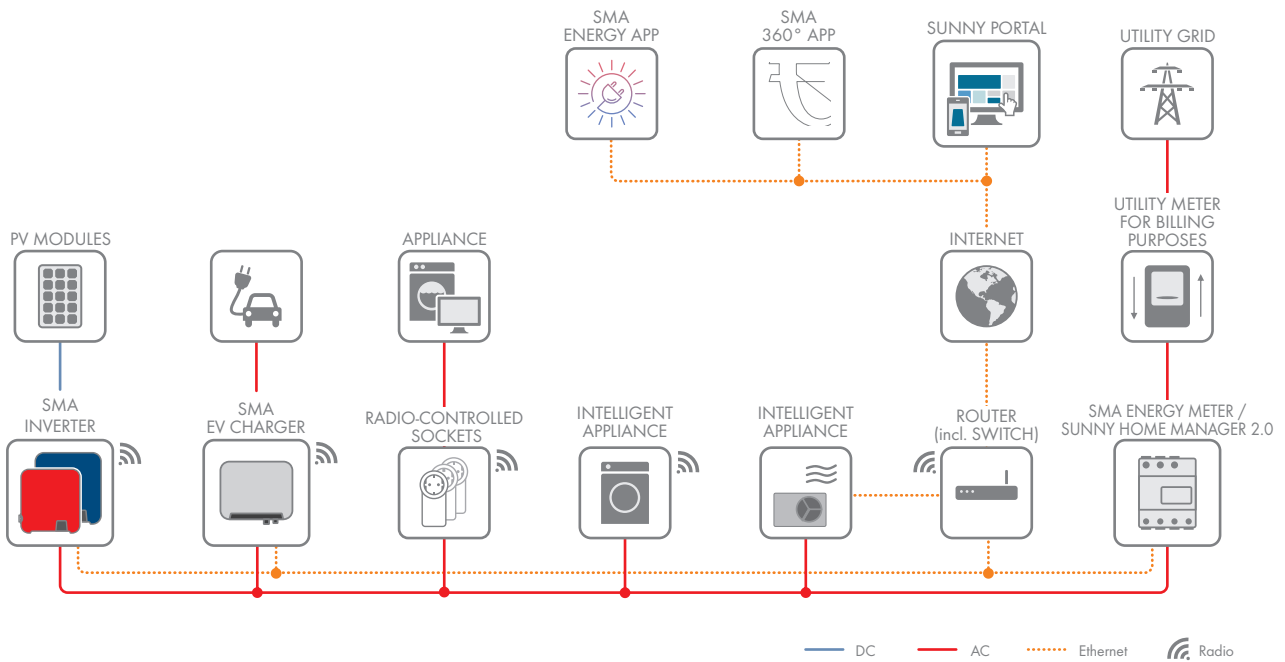 SMA
ENERGY APP
SMA
360° APP
SUNNY PORTAL
UTILITY GRID
UTILITY METER
FOR BILLING
PURPOSES
PV MODULES
APPLIANCE
INTERNET
SMA
INVERTER
SMA
EV CHARGER
RADIO-CONTROLLED
SOCKETS
INTELLIGENT
APPLIANCE
INTELLIGENT
APPLIANCE
ROUTER
(incl. SWITCH)
SMA ENERGY METER /
SUNNY HOME MANAGER 2.0
DC
AC
Ethernet
Radio